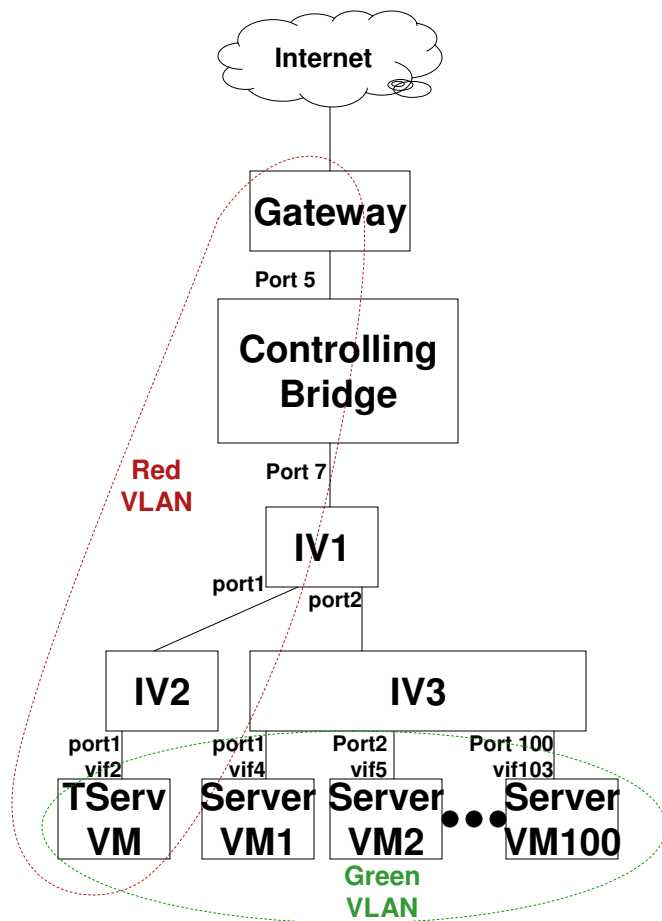 Internet
Gateway
Port 5
Controlling
Bridge
Port 7
Red
VLAN
IV1
port1
port2
IV2
IV3
port1
vif2
port1
vif4
Port2
vif5
Port 100
vif103
TServ
VM
Server
VM1
Server
VM2
Server
VM100
Green
VLAN